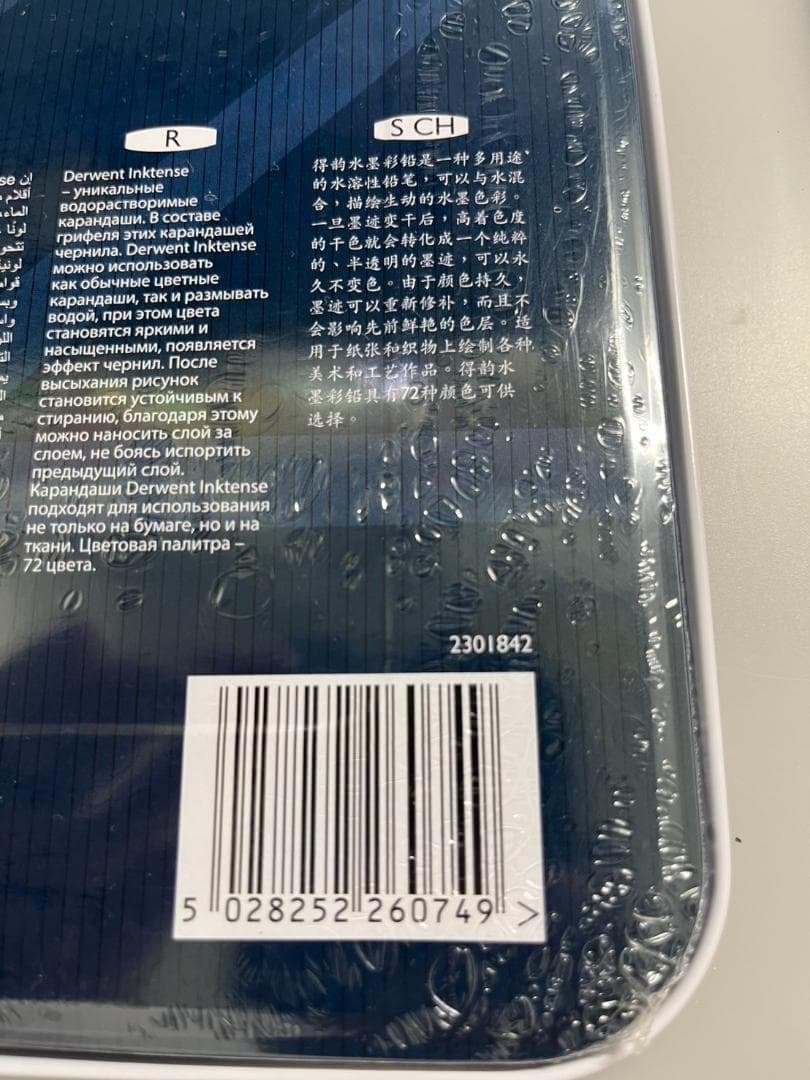 se إن
أقلام
R
Derwent Inktense
– уникальные
водорастворимые
карандаши. В составе
грифеля этих карандашей
чернила. Derwent Inktense
можно использовать
как обычные цветные
карандаши, так и размывать
водой, при этом цвета
становятся яркими и
насыщенными, появляется
эффект чернил. После
высыхания рисунок
становится устойчивым к
стиранию, благодаря этому
можно наносить слой за
слоем, не боясь испортить
предыдущий слой.
Карандаши Derwent Inktense
подходят для использования
не только на бумаге, но и на
ткани. Цветовая палитра –
72 цвета.
S CH
得韵水墨彩铅是一种多用途
的水溶性铅笔，可以与水混
合，描绘生动的水墨色彩。
一旦墨迹变干后，高着色度
的干色就会转化成一个纯粹
的、半透明的墨迹，可以永
久不变色。由于颜色持久，
墨迹可以重新修补，而且不
会影响先前鲜艳的色层。适
用于纸张和织物上绘制各种
美术和工艺作品。得韵水
墨彩铅具有72种颜色可供
选择。
2301842
5 028252 260749 >